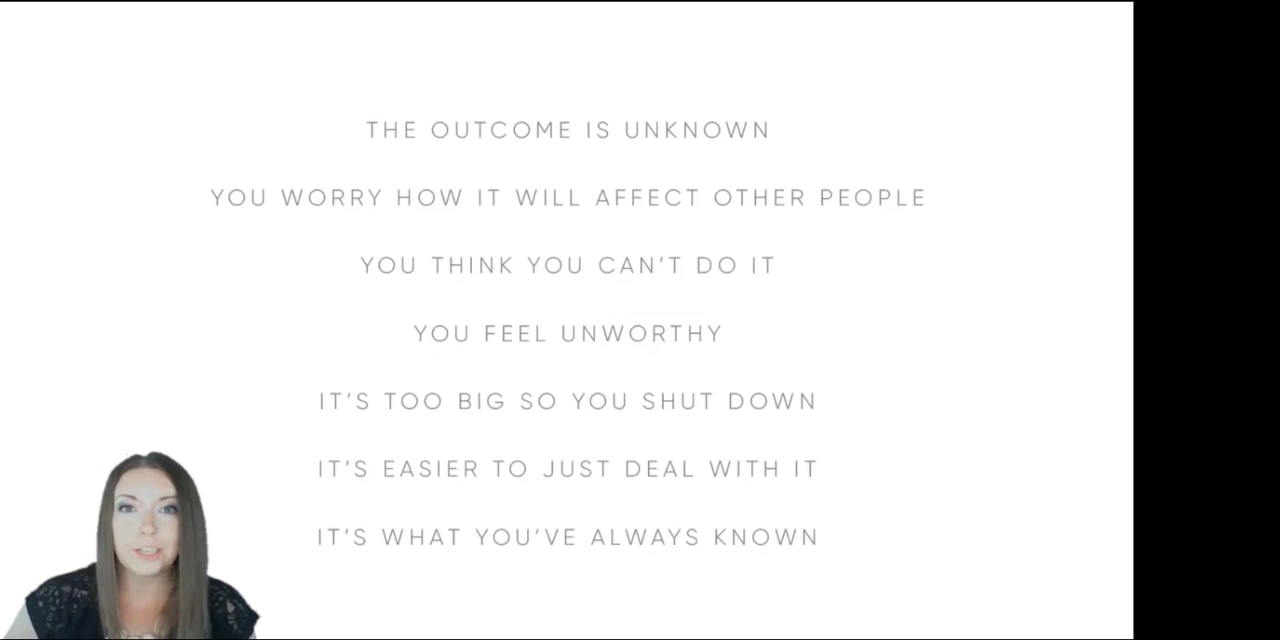 THE OUTCOME IS UNKNOWN
YOU WORRY HOW IT WILL AFFECT OTHER PEOPLE
YOU THINK YOU CAN’T DO IT
YOU FEEL UNWORTHY
IT’S TOO BIG SO YOU SHUT DOWN
IT’S EASIER TO JUST DEAL WITH IT
IT’S WHAT YOU’VE ALWAYS KNOWN